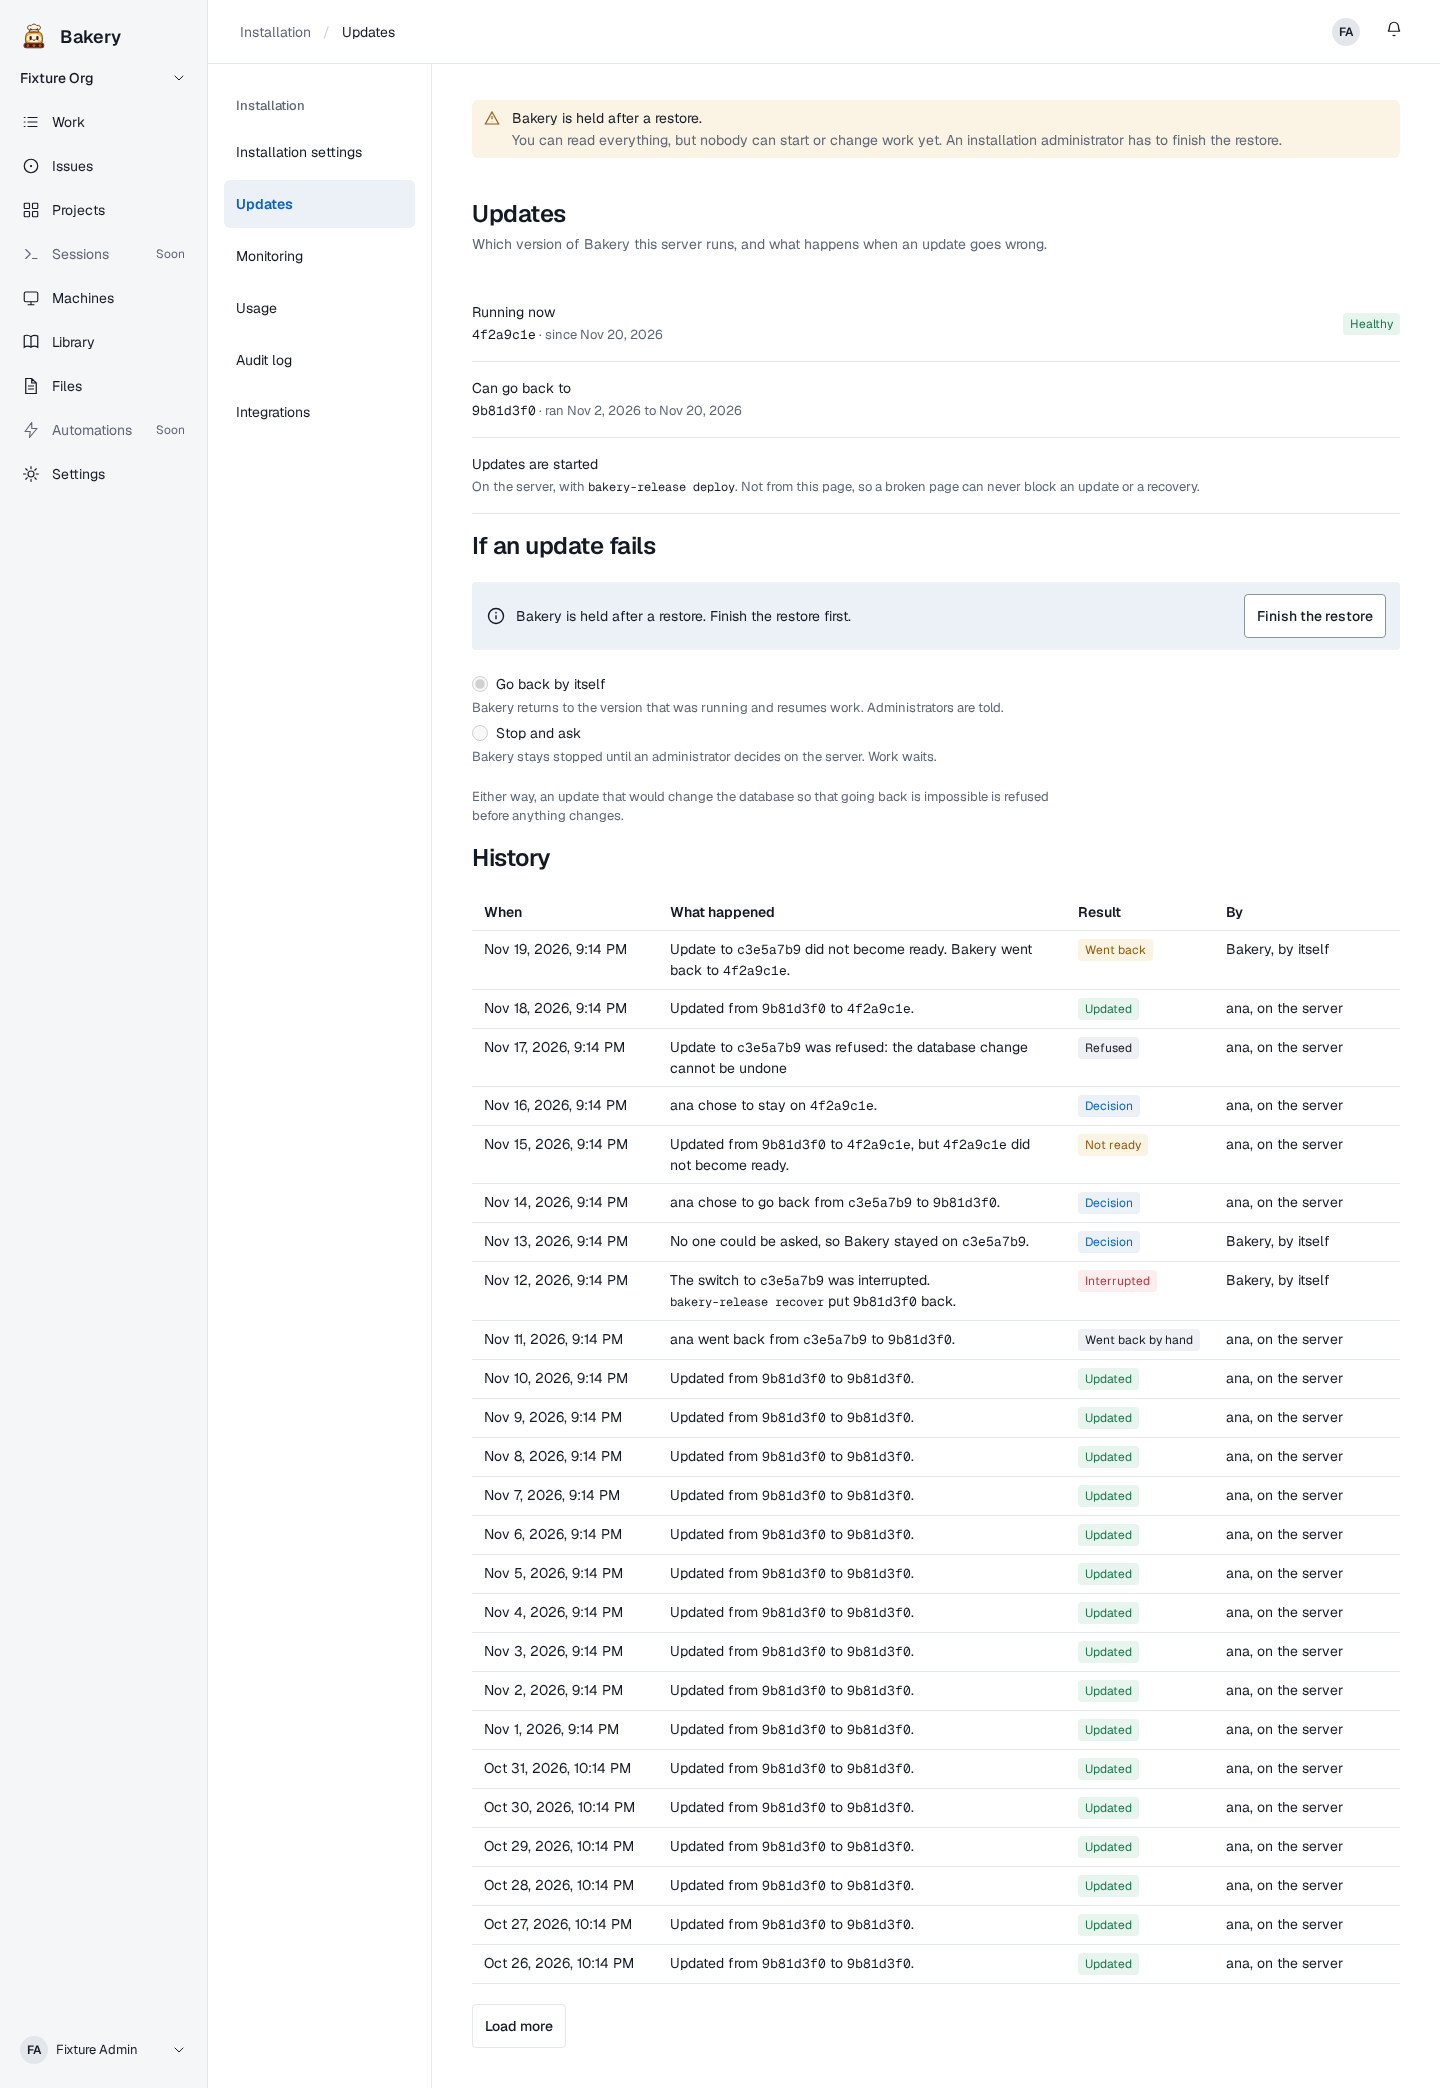 Bakery
Fixture Org
Work
Issues
Projects
Sessions Soon
Machines
Library
Files
Automations Soon
Settings
FA Fixture Admin
Installation / Updates
FA
Installation
Installation settings
Updates
Monitoring
Usage
Audit log
Integrations
Bakery is held after a restore.
You can read everything, but nobody can start or change work yet. An installation administrator has to finish the restore.
Updates
Which version of Bakery this server runs, and what happens when an update goes wrong.
Running now
4f2a9c1e · since Nov 20, 2026
Healthy
Can go back to
9b81d3f0 · ran Nov 2, 2026 to Nov 20, 2026
Updates are started
On the server, with bakery-release deploy. Not from this page, so a broken page can never block an update or a recovery.
If an update fails
Bakery is held after a restore. Finish the restore first.
Finish the restore
Go back by itself
Bakery returns to the version that was running and resumes work. Administrators are told.
Stop and ask
Bakery stays stopped until an administrator decides on the server. Work waits.
Either way, an update that would change the database so that going back is impossible is refused
before anything changes.
History
When What happened Result By
Nov 19, 2026, 9:14 PM Update to c3e5a7b9 did not become ready. Bakery went Went back Bakery, by itself
back to 4f2a9c1e.
Nov 18, 2026, 9:14 PM Updated from 9b81d3f0 to 4f2a9c1e. Updated ana, on the server
Nov 17, 2026, 9:14 PM Update to c3e5a7b9 was refused: the database change Refused ana, on the server
cannot be undone
Nov 16, 2026, 9:14 PM ana chose to stay on 4f2a9c1e. Decision ana, on the server
Nov 15, 2026, 9:14 PM Updated from 9b81d3f0 to 4f2a9c1e, but 4f2a9c1e did Not ready ana, on the server
not become ready.
Nov 14, 2026, 9:14 PM ana chose to go back from c3e5a7b9 to 9b81d3f0. Decision ana, on the server
Nov 13, 2026, 9:14 PM No one could be asked, so Bakery stayed on c3e5a7b9. Decision Bakery, by itself
Nov 12, 2026, 9:14 PM The switch to c3e5a7b9 was interrupted. Interrupted Bakery, by itself
bakery-release recover put 9b81d3f0 back.
Nov 11, 2026, 9:14 PM ana went back from c3e5a7b9 to 9b81d3f0. Went back by hand ana, on the server
Nov 10, 2026, 9:14 PM Updated from 9b81d3f0 to 9b81d3f0. Updated ana, on the server
Nov 9, 2026, 9:14 PM Updated from 9b81d3f0 to 9b81d3f0. Updated ana, on the server
Nov 8, 2026, 9:14 PM Updated from 9b81d3f0 to 9b81d3f0. Updated ana, on the server
Nov 7, 2026, 9:14 PM Updated from 9b81d3f0 to 9b81d3f0. Updated ana, on the server
Nov 6, 2026, 9:14 PM Updated from 9b81d3f0 to 9b81d3f0. Updated ana, on the server
Nov 5, 2026, 9:14 PM Updated from 9b81d3f0 to 9b81d3f0. Updated ana, on the server
Nov 4, 2026, 9:14 PM Updated from 9b81d3f0 to 9b81d3f0. Updated ana, on the server
Nov 3, 2026, 9:14 PM Updated from 9b81d3f0 to 9b81d3f0. Updated ana, on the server
Nov 2, 2026, 9:14 PM Updated from 9b81d3f0 to 9b81d3f0. Updated ana, on the server
Nov 1, 2026, 9:14 PM Updated from 9b81d3f0 to 9b81d3f0. Updated ana, on the server
Oct 31, 2026, 10:14 PM Updated from 9b81d3f0 to 9b81d3f0. Updated ana, on the server
Oct 30, 2026, 10:14 PM Updated from 9b81d3f0 to 9b81d3f0. Updated ana, on the server
Oct 29, 2026, 10:14 PM Updated from 9b81d3f0 to 9b81d3f0. Updated ana, on the server
Oct 28, 2026, 10:14 PM Updated from 9b81d3f0 to 9b81d3f0. Updated ana, on the server
Oct 27, 2026, 10:14 PM Updated from 9b81d3f0 to 9b81d3f0. Updated ana, on the server
Oct 26, 2026, 10:14 PM Updated from 9b81d3f0 to 9b81d3f0. Updated ana, on the server
Load more